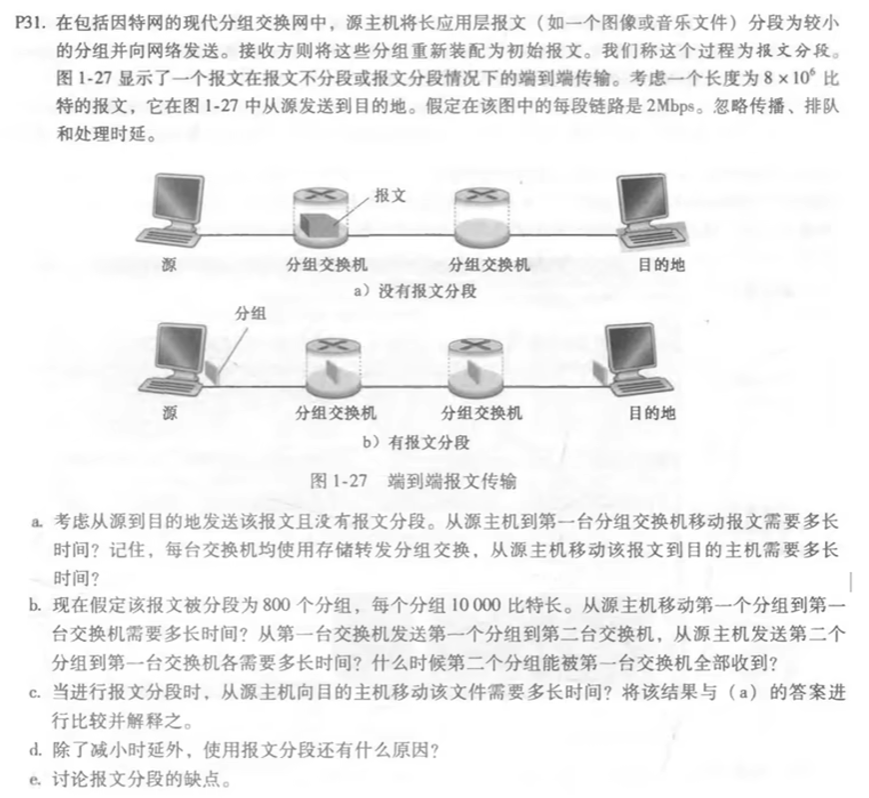 P31. 在包括因特网的现代分组交换网中，源主机将长应用层报文（如一个图像或音乐文件）分段为较小
的分组并向网络发送。接收方则将这些分组重新装配为初始报文。我们称这个过程为报文分段。
图 1-27 显示了一个报文在报文不分段或报文分段情况下的端到端传输。考虑一个长度为 8 × 10⁶ 比
特的报文，它在图 1-27 中从源发送到目的地。假定在该图中的每段链路是 2Mbps。忽略传播、排队
和处理时延。
报文
源 分组交换机 分组交换机 目的地
a）没有报文分段
分组
源 分组交换机 分组交换机 目的地
b）有报文分段
图 1-27 端到端报文传输
a. 考虑从源到目的地发送该报文且没有报文分段。从源主机到第一台分组交换机移动报文需要多长
时间？记住，每台交换机均使用存储转发分组交换，从源主机移动该报文到目的主机需要多长
时间？
b. 现在假定该报文被分段为 800 个分组，每个分组 10 000 比特长。从源主机移动第一个分组到第一
台交换机需要多长时间？从第一台交换机发送第一个分组到第二台交换机，从源主机发送第二个
分组到第一台交换机各需要多长时间？什么时候第二个分组能被第一台交换机全部收到？
c. 当进行报文分段时，从源主机向目的主机移动该文件需要多长时间？将该结果与（a）的答案进
行比较并解释之。
d. 除了减小时延外，使用报文分段还有什么原因？
e. 讨论报文分段的缺点。